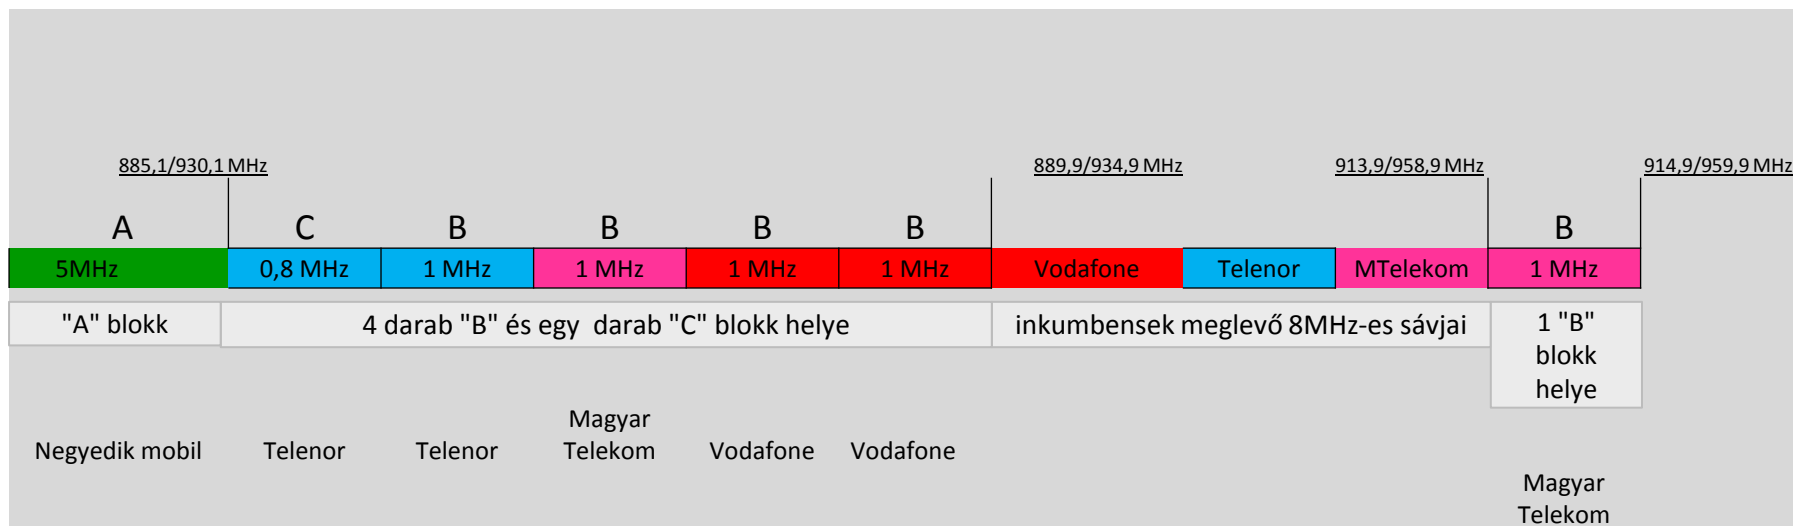 885,1/930,1 MHz
889,9/934,9 MHz
913,9/958,9 MHz
914,9/959,9 MHz
A
C
B
B
B
B
B
5MHz
0,8 MHz
1 MHz
1 MHz
1 MHz
1 MHz
Vodafone
Telenor
MTelekom
1 MHz
"A" blokk
4 darab "B" és egy darab "C" blokk helye
inkumbensek meglevő 8MHz-es sávjai
1 "B"
blokk
helye
Negyedik mobil
Telenor
Telenor
Magyar
Telekom
Vodafone
Vodafone
Magyar
Telekom